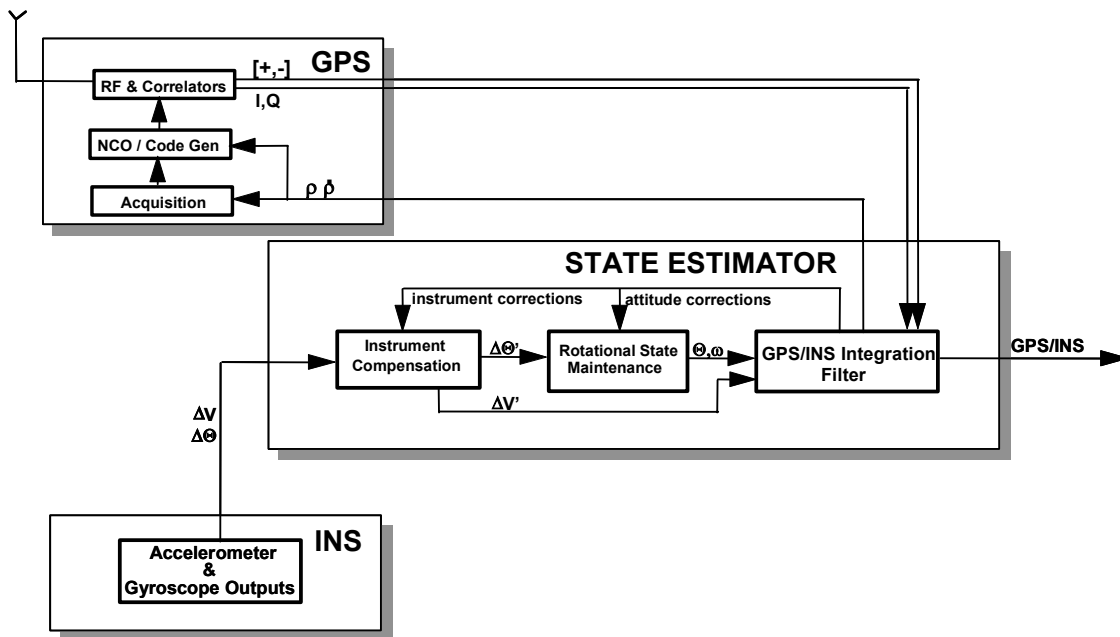 GPS
[+,-]
RF & Correlators
I,Q
NCO / Code Gen
ρ ρ̇
Acquisition
STATE ESTIMATOR
instrument corrections
attitude corrections
Instrument
Compensation
ΔΘ’
Rotational State
Maintenance
Θ,ω
GPS/INS Integration
Filter
GPS/INS
ΔV’
ΔV
ΔΘ
INS
Accelerometer
&
Gyroscope Outputs